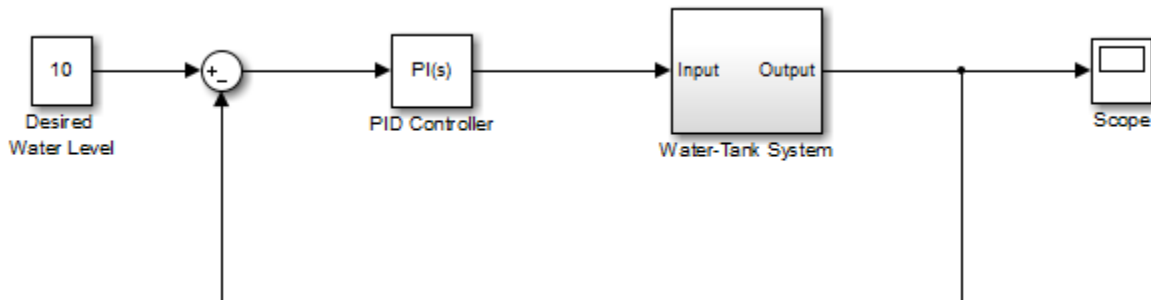 10
Desired
Water Level
+
-
PI(s)
PID Controller
Input Output
Water-Tank System
Scope